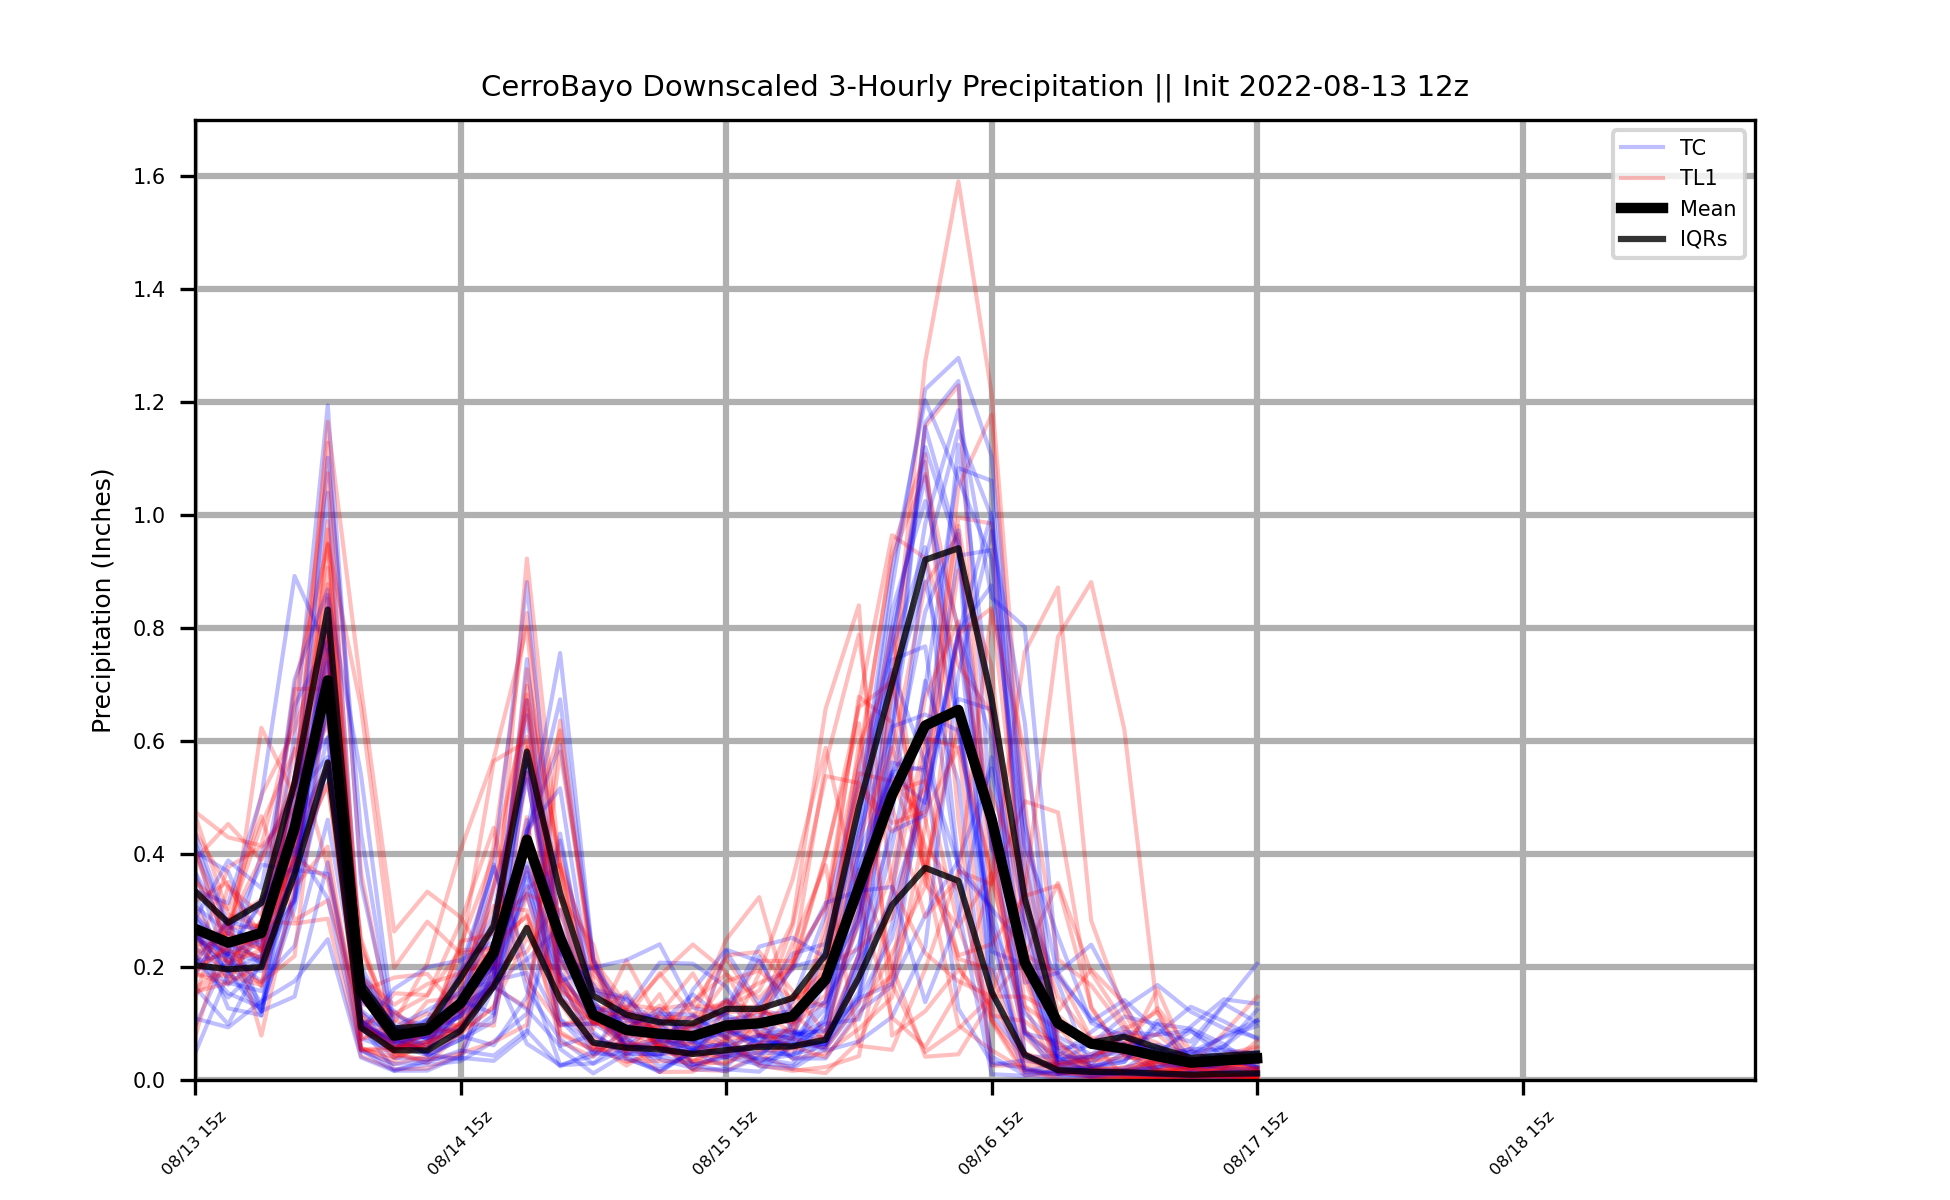 CerroBayo Downscaled 3-Hourly Precipitation || Init 2022-08-13 12z
TC
TL1
Mean
IQRs
Precipitation (Inches)
1.6
1.4
1.2
1.0
0.8
0.6
0.4
0.2
0.0
08/13 15z
08/14 15z
08/15 15z
08/16 15z
08/17 15z
08/18 15z